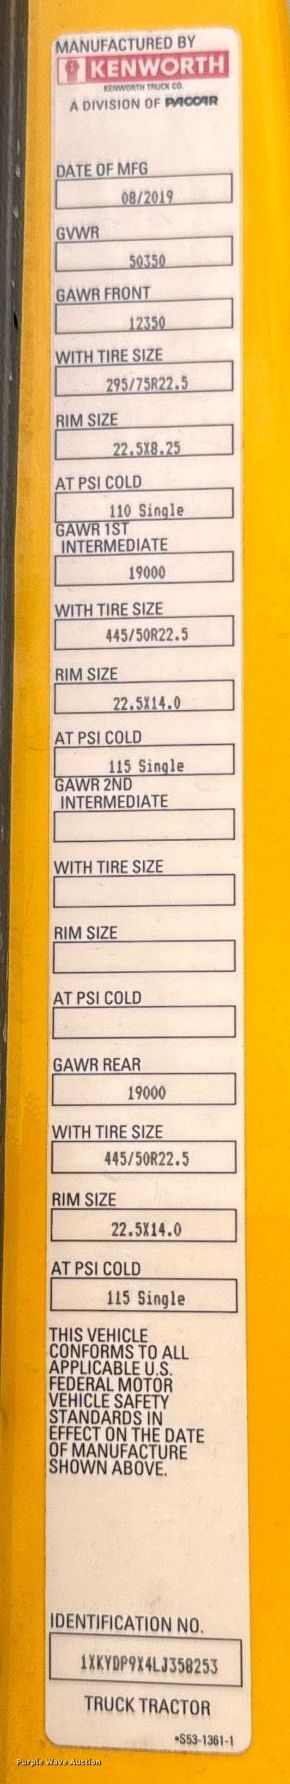 MANUFACTURED BY
KENWORTH
KENWORTH TRUCK CO.
A DIVISION OF PACCAR
DATE OF MFG
08/2019
GVWR
50350
GAWR FRONT
12350
WITH TIRE SIZE
295/75R22.5
RIM SIZE
22.5X8.25
AT PSI COLD
110 Single
GAWR 1ST
INTERMEDIATE
19000
WITH TIRE SIZE
445/50R22.5
RIM SIZE
22.5X14.0
AT PSI COLD
115 Single
GAWR 2ND
INTERMEDIATE
WITH TIRE SIZE
RIM SIZE
AT PSI COLD
GAWR REAR
19000
WITH TIRE SIZE
445/50R22.5
RIM SIZE
22.5X14.0
AT PSI COLD
115 Single
THIS VEHICLE
CONFORMS TO ALL
APPLICABLE U.S.
FEDERAL MOTOR
VEHICLE SAFETY
STANDARDS IN
EFFECT ON THE DATE
OF MANUFACTURE
SHOWN ABOVE.
IDENTIFICATION NO.
1XKYDP9X4LJ358253
TRUCK TRACTOR
•S53-1361-1
Purple Wave Auction